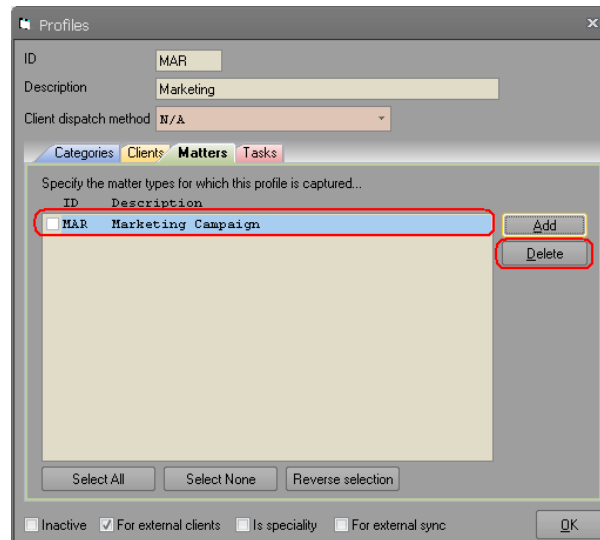 Profiles
ID MAR
Description Marketing
Client dispatch method N/A
Categories Clients Matters Tasks
Specify the matter types for which this profile is captured...
ID Description
MAR Marketing Campaign
Add
Delete
Select All Select None Reverse selection
Inactive For external clients Is speciality For external sync OK